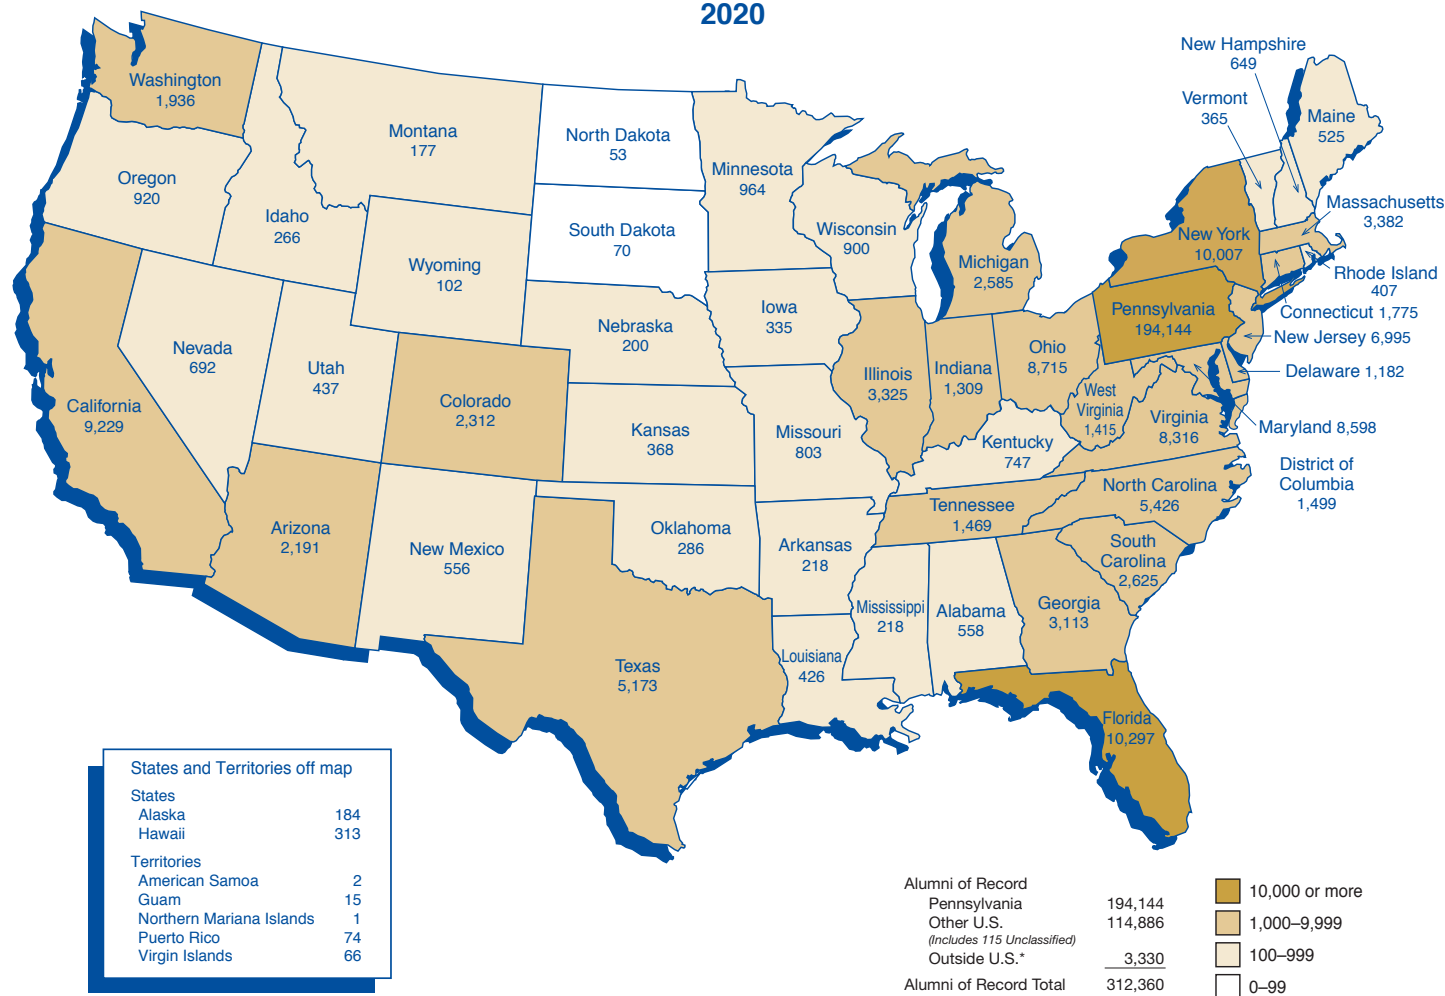 2020
Washington
1,936
Oregon
920
California
9,229
Idaho
266
Nevada
692
Montana
177
Wyoming
102
Utah
437
Colorado
2,312
Arizona
2,191
New Mexico
556
North Dakota
53
South Dakota
70
Nebraska
200
Kansas
368
Oklahoma
286
Texas
5,173
Minnesota
964
Iowa
335
Missouri
803
Arkansas
218
Louisiana
426
Wisconsin
900
Illinois
3,325
Michigan
2,585
Indiana
1,309
Ohio
8,715
Kentucky
747
Tennessee
1,469
Mississippi
218
Alabama
558
Georgia
3,113
Florida
10,297
South
Carolina
2,625
North Carolina
5,426
Virginia
8,316
West
Virginia
1,415
Pennsylvania
194,144
New York
10,007
New Hampshire
649
Vermont
365
Maine
525
Massachusetts
3,382
Rhode Island
407
Connecticut 1,775
New Jersey 6,995
Delaware 1,182
Maryland 8,598
District of
Columbia
1,499
States and Territories off map
States
Alaska 184
Hawaii 313
Territories
American Samoa 2
Guam 15
Northern Mariana Islands 1
Puerto Rico 74
Virgin Islands 66
Alumni of Record
Pennsylvania 194,144
Other U.S. 114,886
(Includes 115 Unclassified)
Outside U.S.* 3,330
Alumni of Record Total 312,360
10,000 or more
1,000–9,999
100–999
0–99